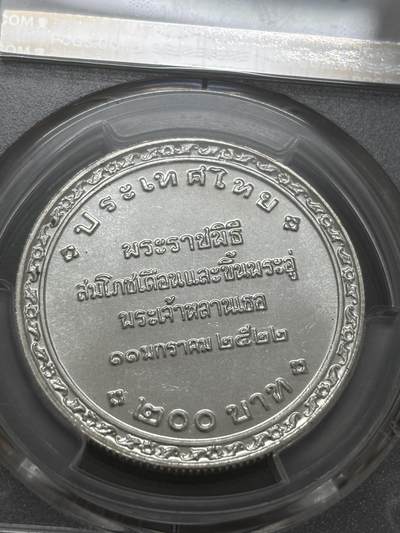 ประเทศไทย
พระราชพิธี
สมโภชเดือนและขึ้นพระอู่
พระเจ้าหลานเธอ
๑๑ มกราคม ๒๕๒๒
๒๐๐ บาท